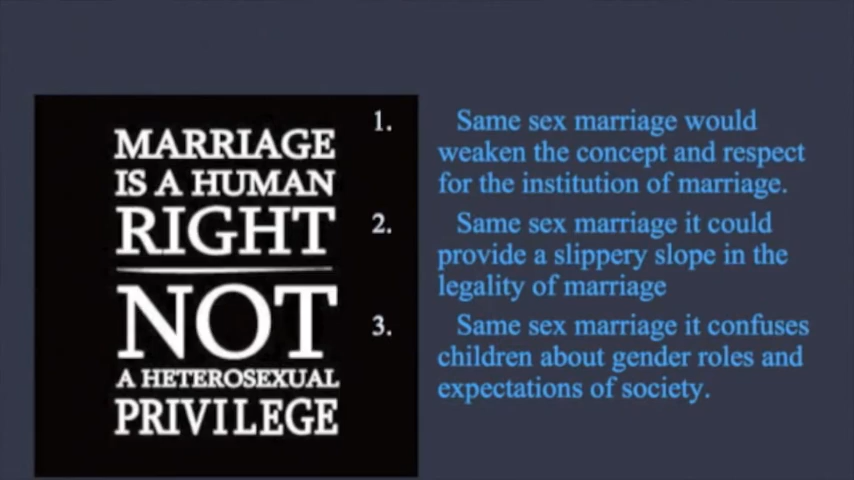 MARRIAGE
IS A HUMAN
RIGHT
NOT
A HETEROSEXUAL
PRIVILEGE
1. Same sex marriage would
weaken the concept and respect
for the institution of marriage.
2. Same sex marriage it could
provide a slippery slope in the
legality of marriage
3. Same sex marriage it confuses
children about gender roles and
expectations of society.